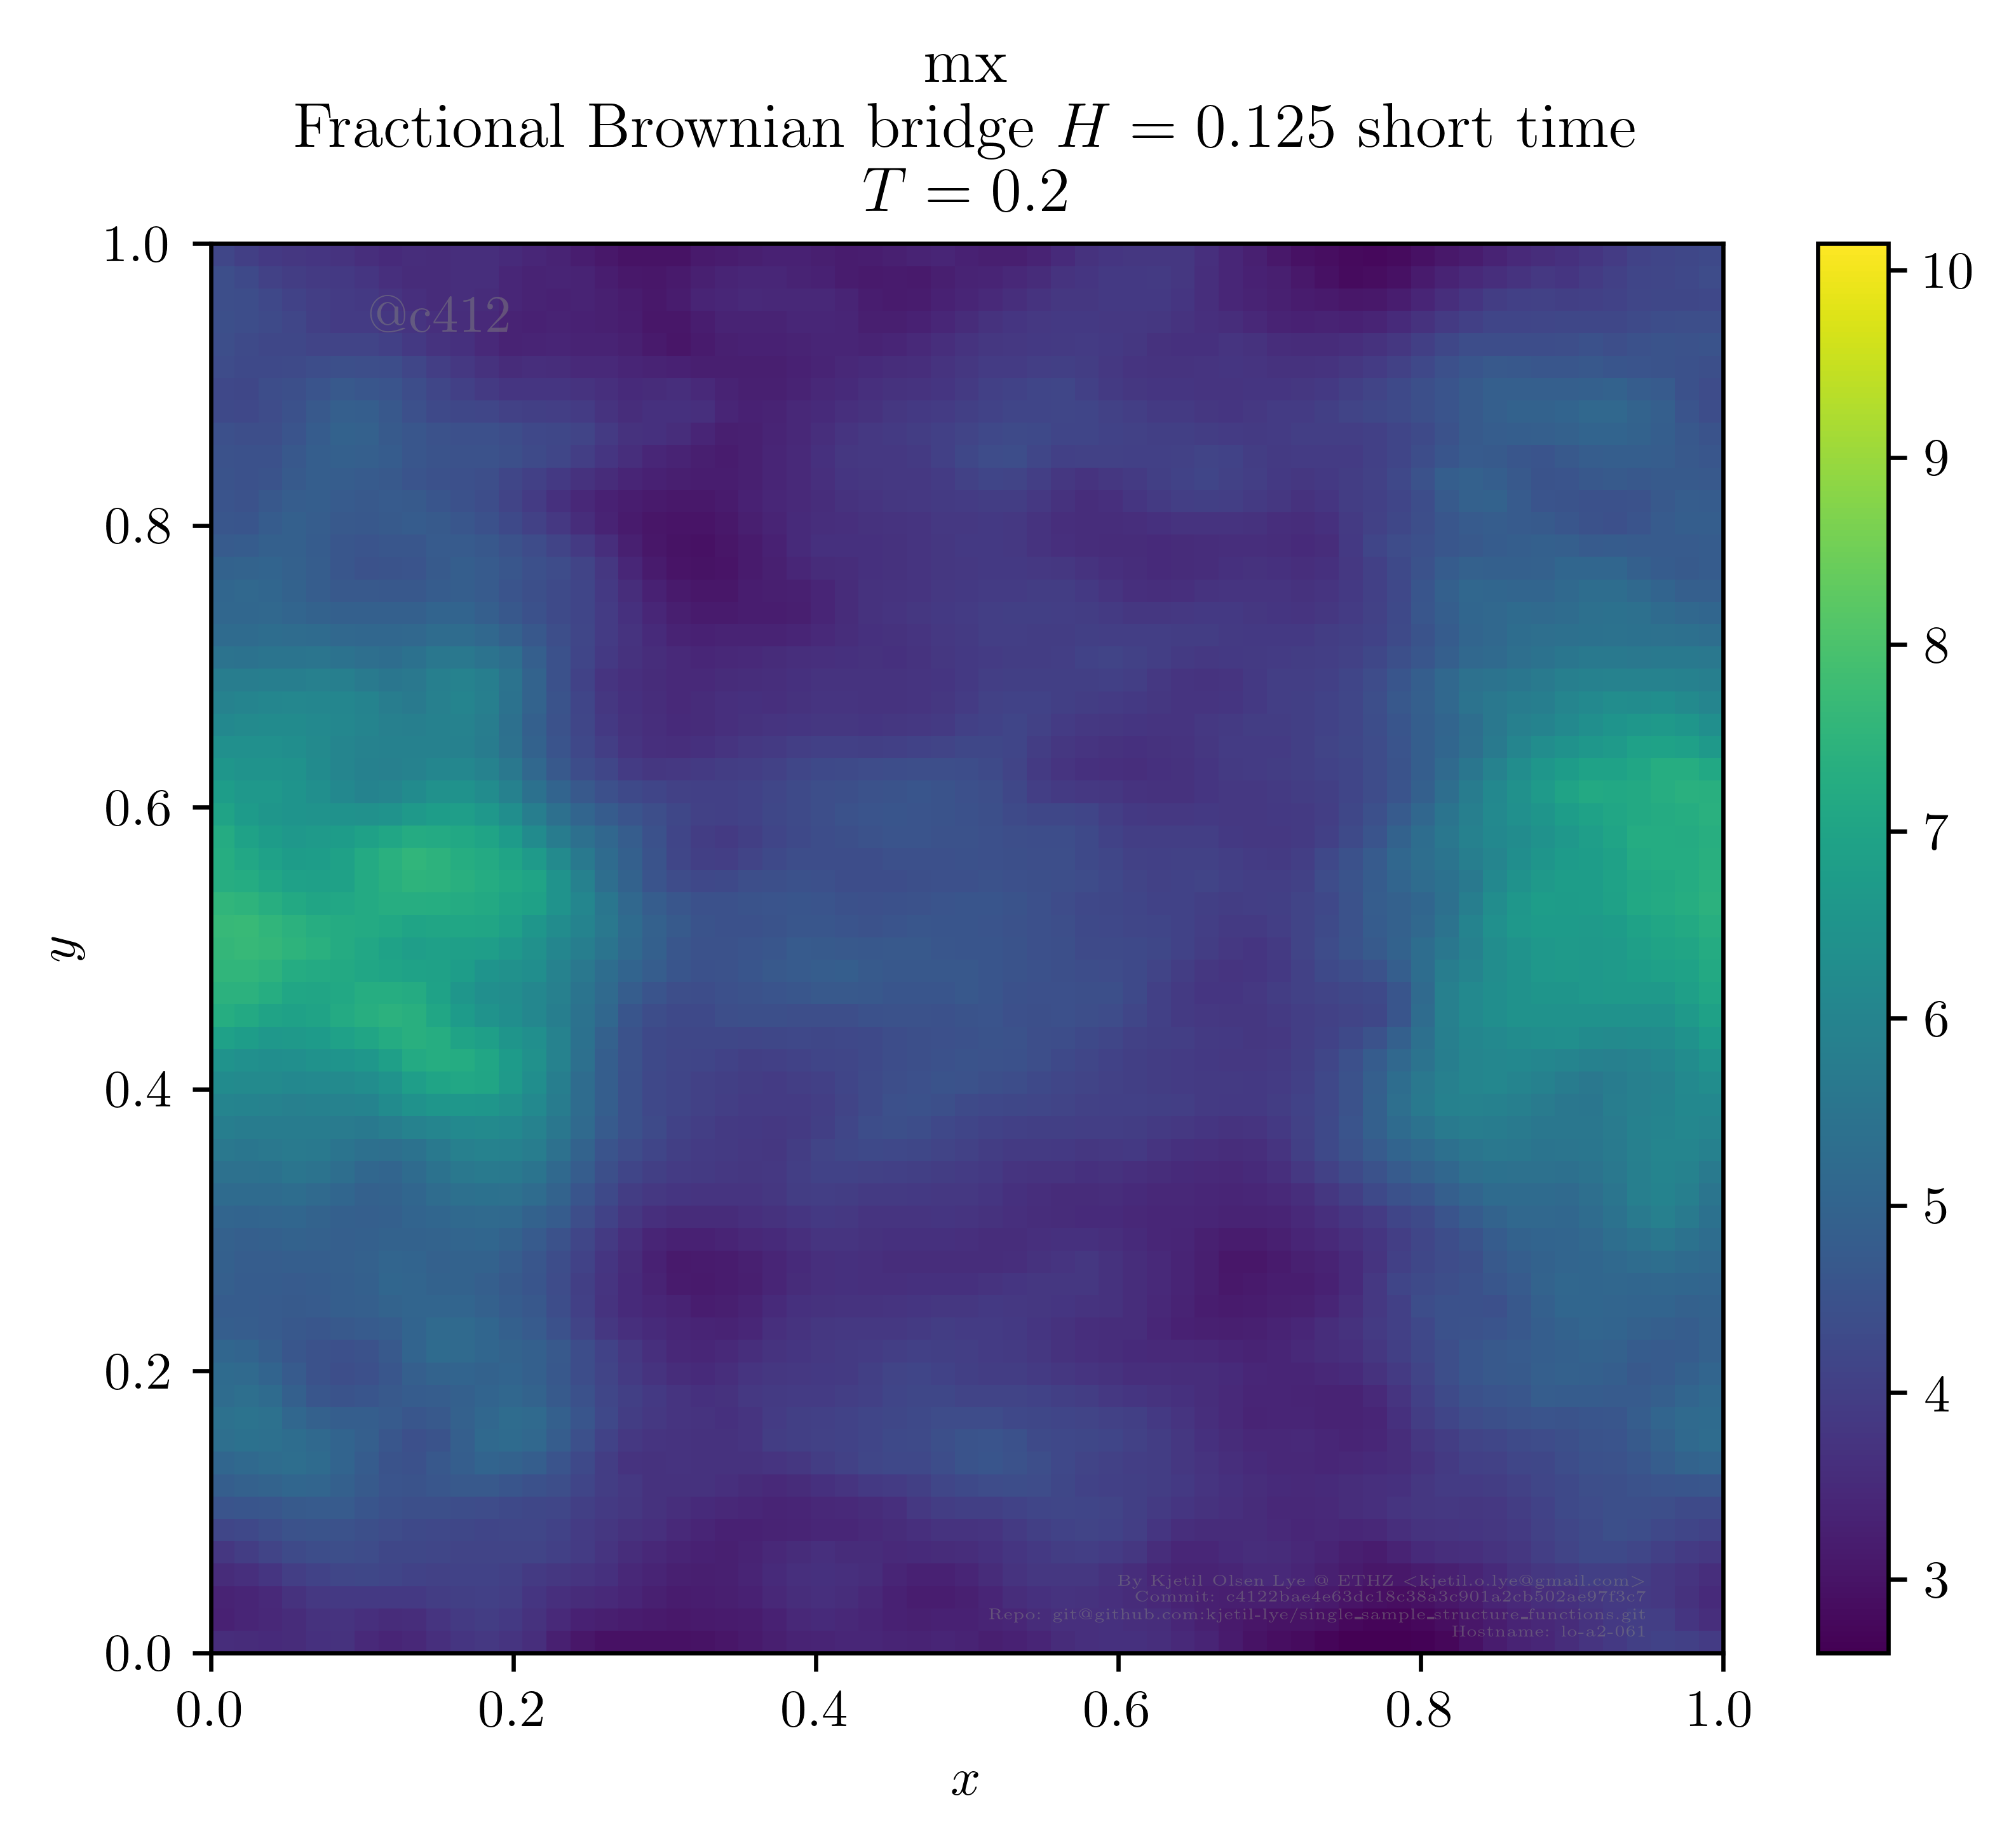 mx
Fractional Brownian bridge H = 0.125 short time
T = 0.2
1.0
0.8
0.6
0.4
0.2
0.0
y
0.0 0.2 0.4 0.6 0.8 1.0
x
10
9
8
7
6
5
4
3
@c412
By Kjetil Olsen Lye @ ETHZ <kjetil.o.lye@gmail.com>
Commit: c4122bae4e63dc18c38a3c901a2cb502ae97f3c7
Repo: git@github.com:kjetil-lye/single_sample_structure_functions.git
Hostname: lo-a2-061